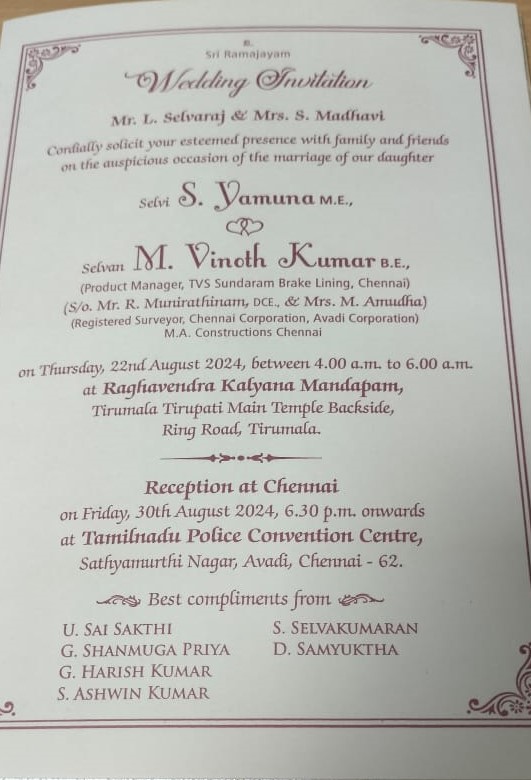 Sri Ramajayam
Wedding Invitation
Mr. L. Selvaraj & Mrs. S. Madhavi
Cordially solicit your esteemed presence with family and friends
on the auspicious occasion of the marriage of our daughter
Selvi S. Yamuna M.E.,
Selvan M. Vinoth Kumar B.E.,
(Product Manager, TVS Sundaram Brake Lining, Chennai)
(S/o. Mr. R. Munirathinam, DCE., & Mrs. M. Amudha)
(Registered Surveyor, Chennai Corporation, Avadi Corporation)
M.A. Constructions Chennai
on Thursday, 22nd August 2024, between 4.00 a.m. to 6.00 a.m.
at Raghavendra Kalyana Mandapam,
Tirumala Tirupati Main Temple Backside,
Ring Road, Tirumala.
Reception at Chennai
on Friday, 30th August 2024, 6.30 p.m. onwards
at Tamilnadu Police Convention Centre,
Sathyamurthi Nagar, Avadi, Chennai - 62.
Best compliments from
U. SAI SAKTHI
G. SHANMUGA PRIYA
G. HARISH KUMAR
S. ASHWIN KUMAR
S. SELVAKUMARAN
D. SAMYUKTHA